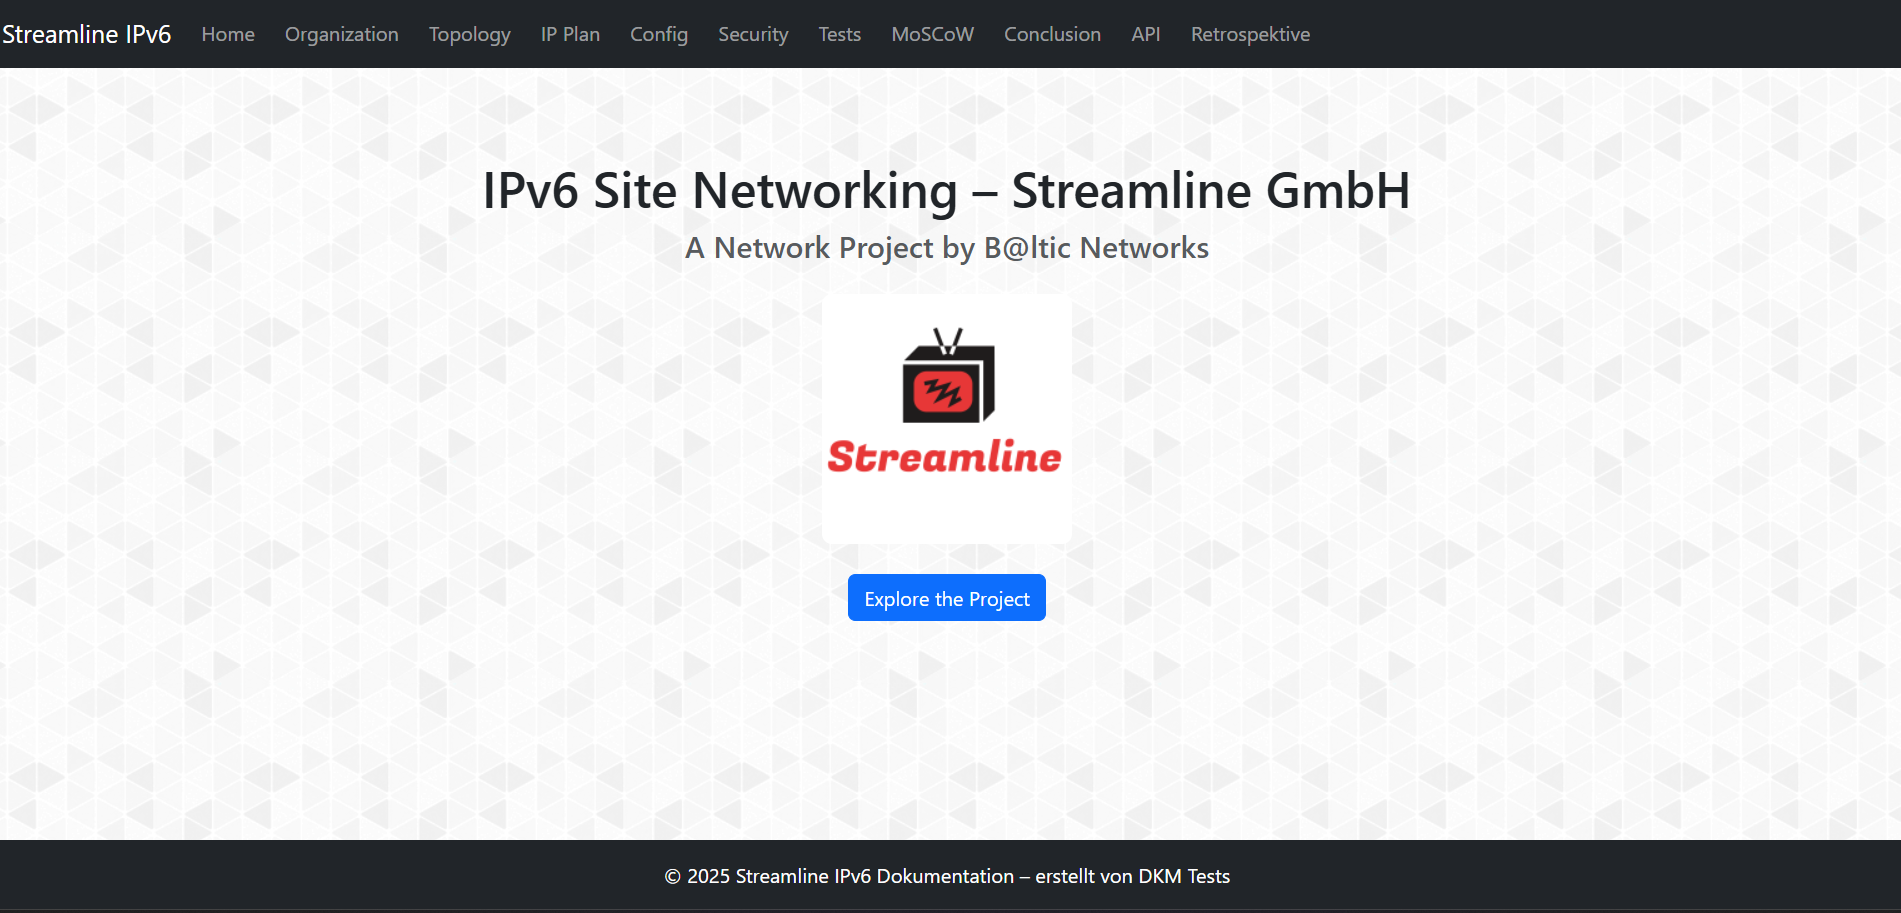 Streamline IPv6 Home Organization Topology IP Plan Config Security Tests MoSCoW Conclusion API Retrospektive
IPv6 Site Networking – Streamline GmbH
A Network Project by B@ltic Networks
Streamline
Explore the Project
© 2025 Streamline IPv6 Dokumentation – erstellt von DKM Tests